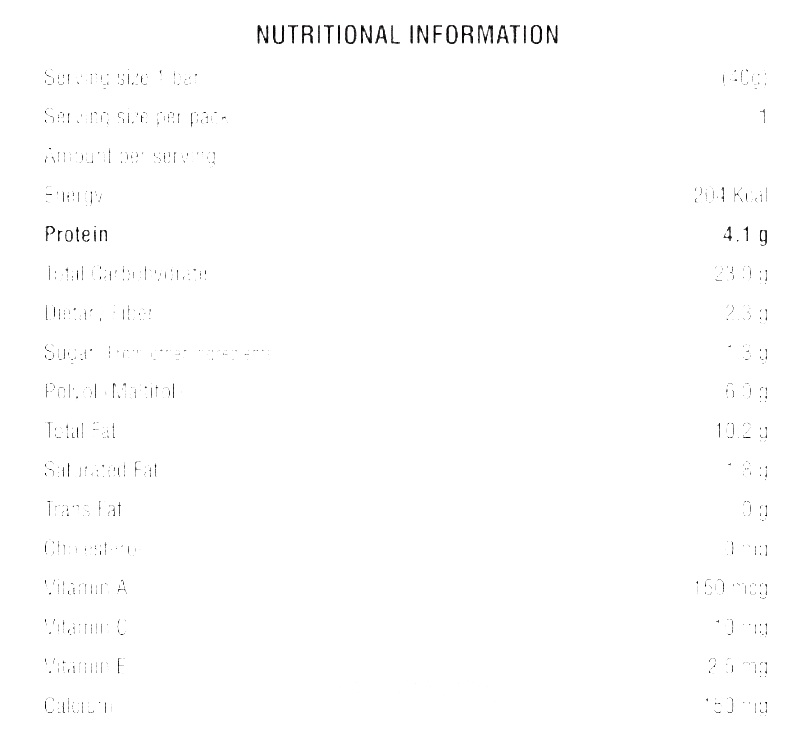 NUTRITIONAL INFORMATION
Serving size 1 bar (40g)
Serving size per pack 1
Amount per serving
Energy 204 Kcal
Protein 4.1 g
Total Carbohydrate 23.0 g
Dietary Fiber 2.3 g
Sugar (From other ingredients) 1.3 g
Polyol (Maltitol) 6.0 g
Total Fat 10.2 g
Saturated Fat 1.8 g
Trans Fat 0 g
Cholesterol 0 mg
Vitamin A 150 mcg
Vitamin C 10 mg
Vitamin E 2.5 mg
Calcium mg